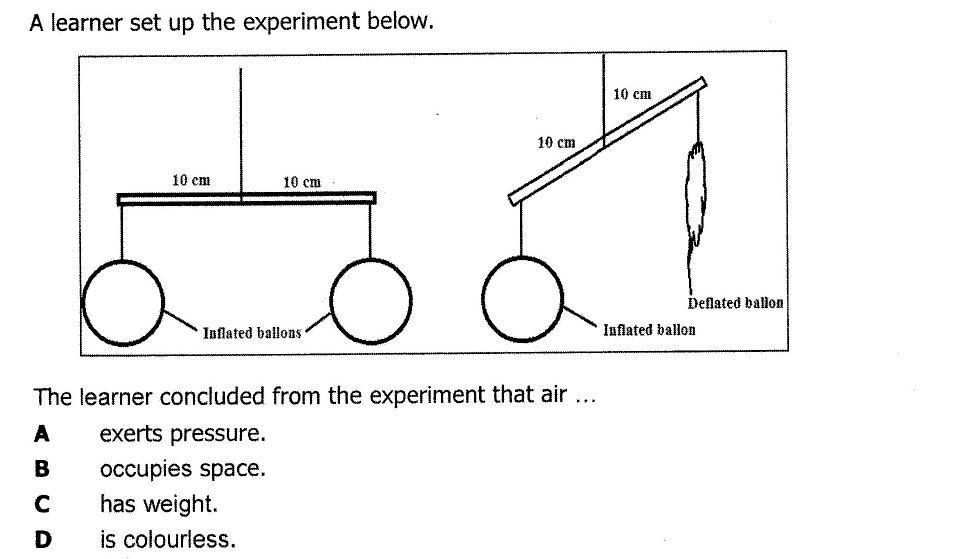 A learner set up the experiment below.
10 cm
10 cm
Inflated ballons
10 cm
10 cm
Deflated ballon
Inflated ballon
The learner concluded from the experiment that air ...
A exerts pressure.
B occupies space.
C has weight.
D is colourless.